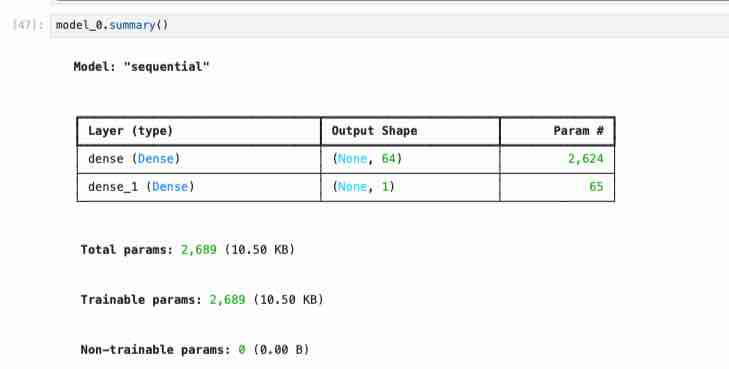 [47]: model_0.summary()
Model: "sequential"
Layer (type) Output Shape Param #
dense (Dense) (None, 64) 2,624
dense_1 (Dense) (None, 1) 65
Total params: 2,689 (10.50 KB)
Trainable params: 2,689 (10.50 KB)
Non-trainable params: 0 (0.00 B)